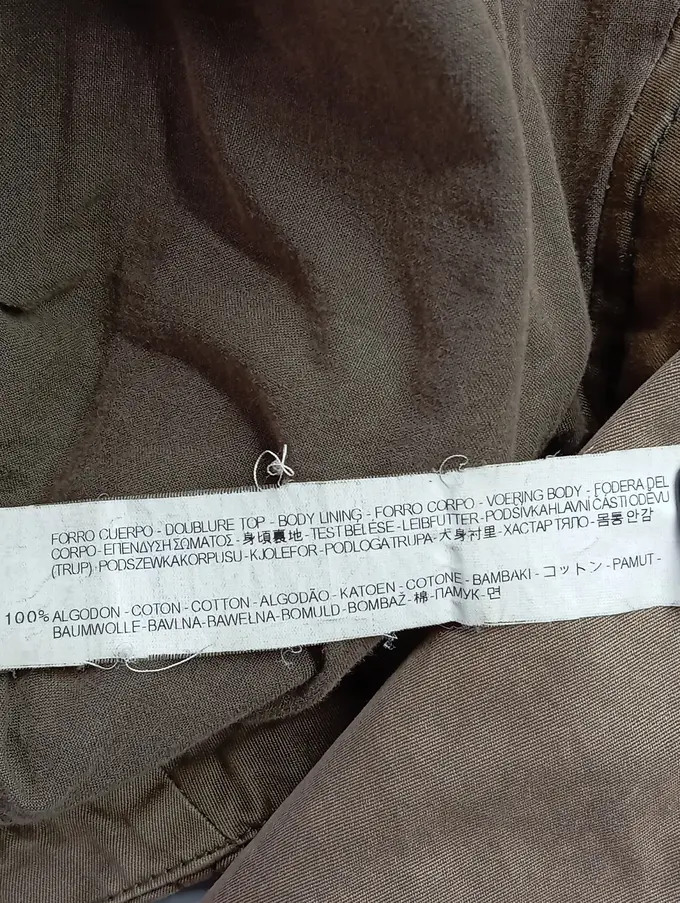 FORRO CUERPO - DOUBLURE TOP - BODY LINING - FORRO CORPO - VOERING BODY - FODERA DEL
CORPO - ΕΠΕΝΔΥΣΗ ΣΩΜΑΤΟΣ - 身頃裏地 - TESTBÉLÉSE - LEIBFUTTER - PODŠÍVKA HLAVNÍ ČÁSTI ODĚVU
(TRUP) - PODSZEWKA KORPUSU - KJOLEFOR - PODLOGA TRUPA - 大身衬里 - ХАСТАР ТЯЛО - 몸통안감
100% ALGODON - COTON - COTTON - ALGODÃO - KATOEN - COTONE - BAMBAKI - コットン - PAMUT -
BAUMWOLLE - BAVLNA - BAWEŁNA - BOMULD - BOMBAŽ - 棉 - ПАМУК - 면